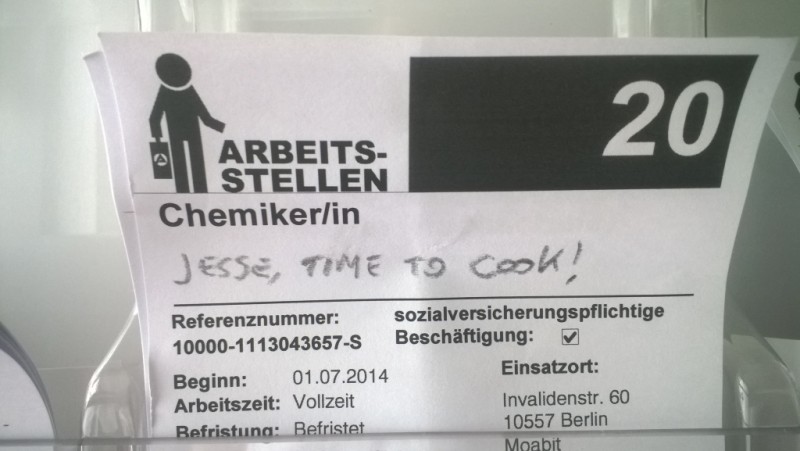 20
ARBEITS-
STELLEN
Chemiker/in
JESSE, TIME TO COOK!
Referenznummer:
10000-1113043657-S
sozialversicherungspflichtige
Beschäftigung: ☑
Beginn: 01.07.2014
Arbeitszeit: Vollzeit
Befristung: Befristet
Einsatzort:
Invalidenstr. 60
10557 Berlin
Moabit